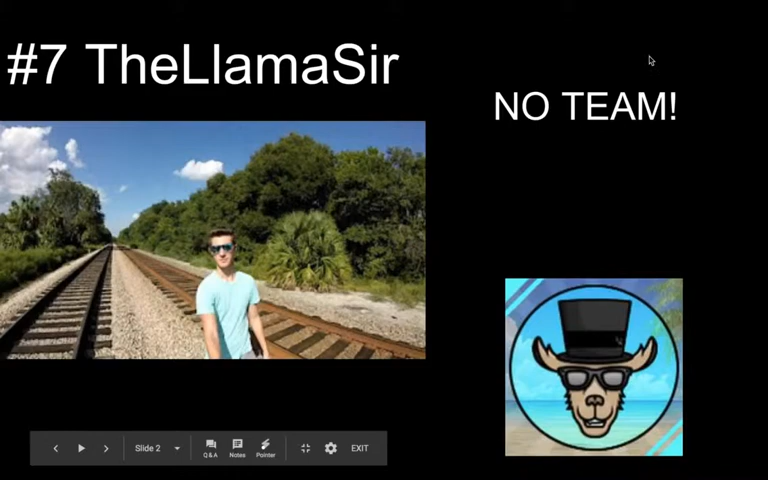 #7 TheLlamaSir
NO TEAM!
Slide 2
Q & A
Notes
Pointer
EXIT